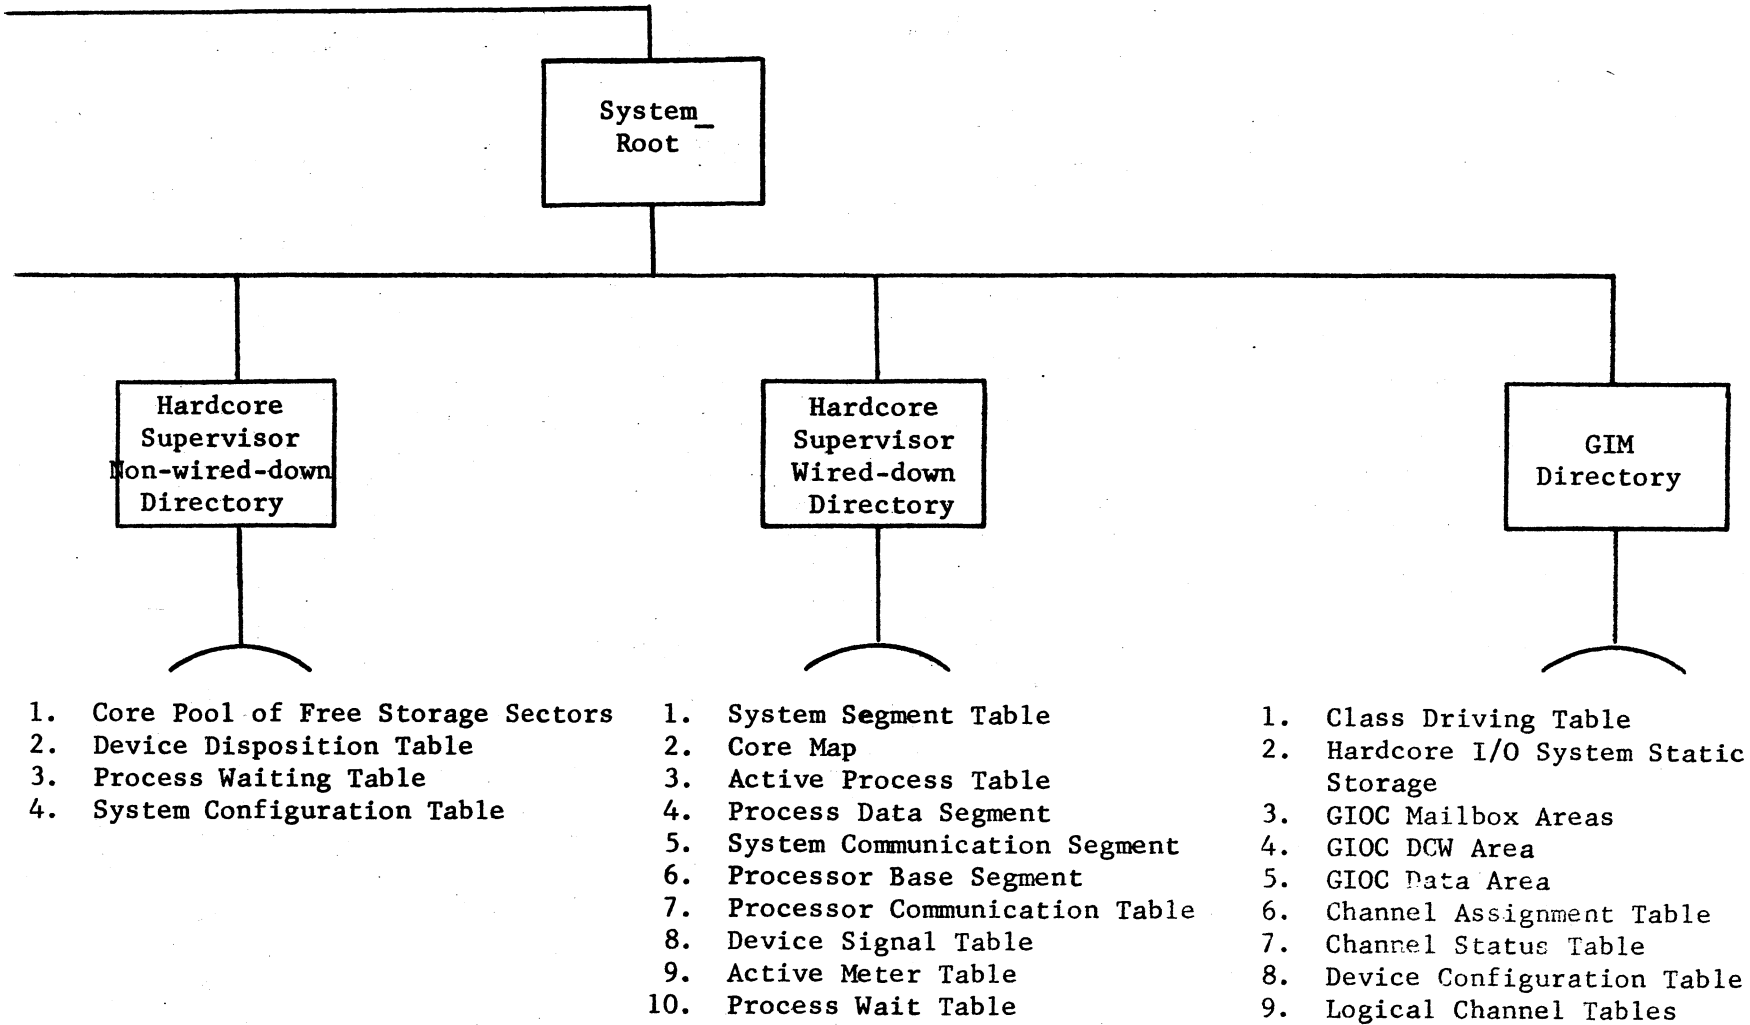 System_
Root
Hardcore
Supervisor
Non-wired-down
Directory
Hardcore
Supervisor
Wired-down
Directory
GIM
Directory
1. Core Pool of Free Storage Sectors
2. Device Disposition Table
3. Process Waiting Table
4. System Configuration Table
1. System Segment Table
2. Core Map
3. Active Process Table
4. Process Data Segment
5. System Communication Segment
6. Processor Base Segment
7. Processor Communication Table
8. Device Signal Table
9. Active Meter Table
10. Process Wait Table
1. Class Driving Table
2. Hardcore I/O System Static
Storage
3. GIOC Mailbox Areas
4. GIOC DCW Area
5. GIOC Data Area
6. Channel Assignment Table
7. Channel Status Table
8. Device Configuration Table
9. Logical Channel Tables